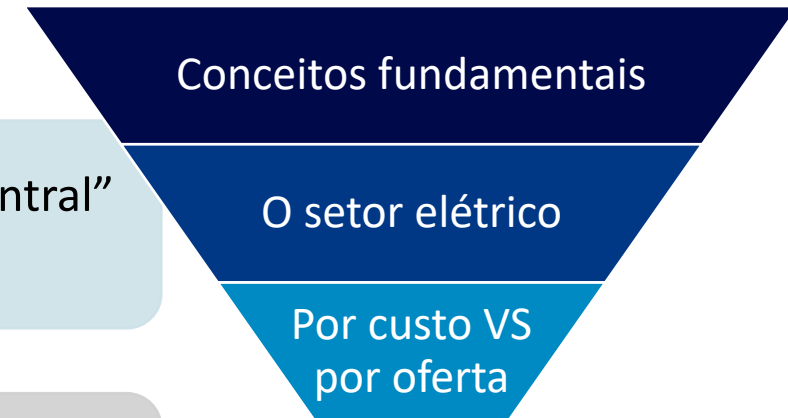 Conceitos fundamentais
ntral”
O setor elétrico
Por custo VS
por oferta